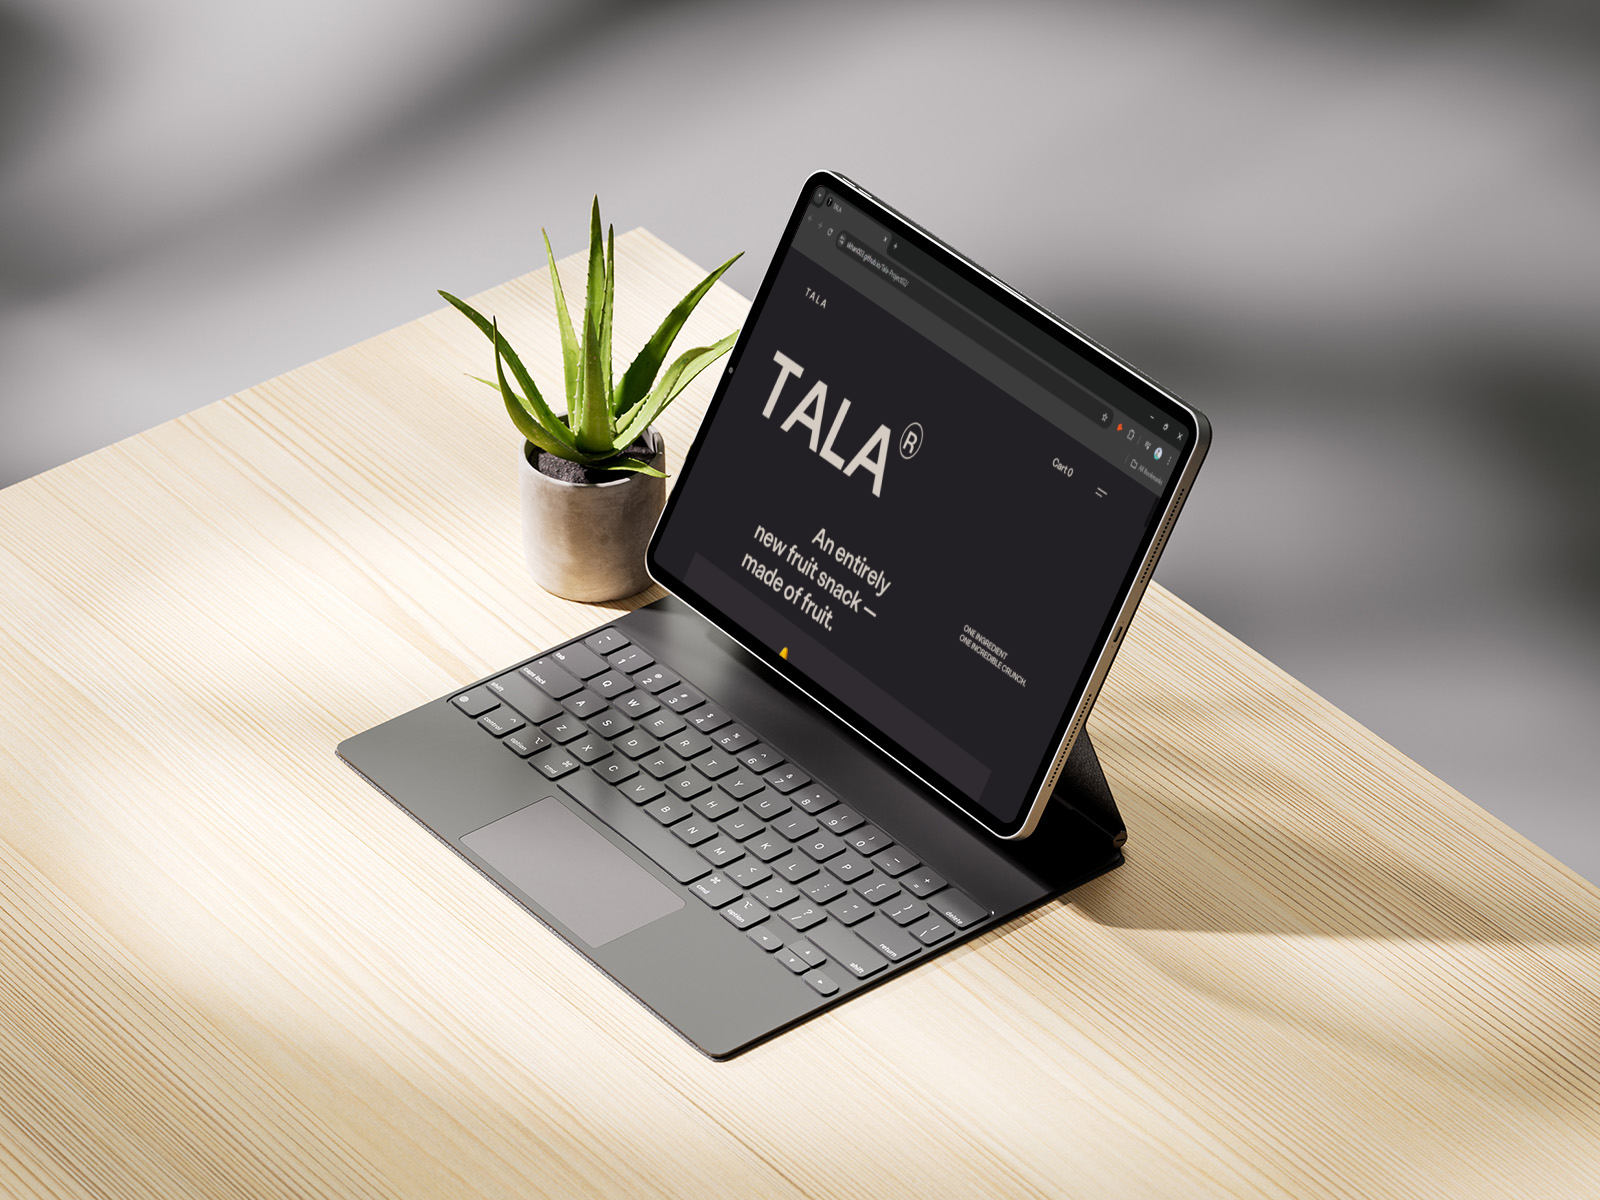 TALA
TALA
TALA®
Cart 0
An entirely
new fruit snack —
made of fruit.
ONE INGREDIENT
ONE INCREDIBLE CRUNCH.
All Bookmarks
1 2 3 4 5 6 7 8 9 0
tab Q W E R T Y U I O P delete
caps lock A S D F G H J K L return
shift Z X C V B N M shift
control option cmd cmd option